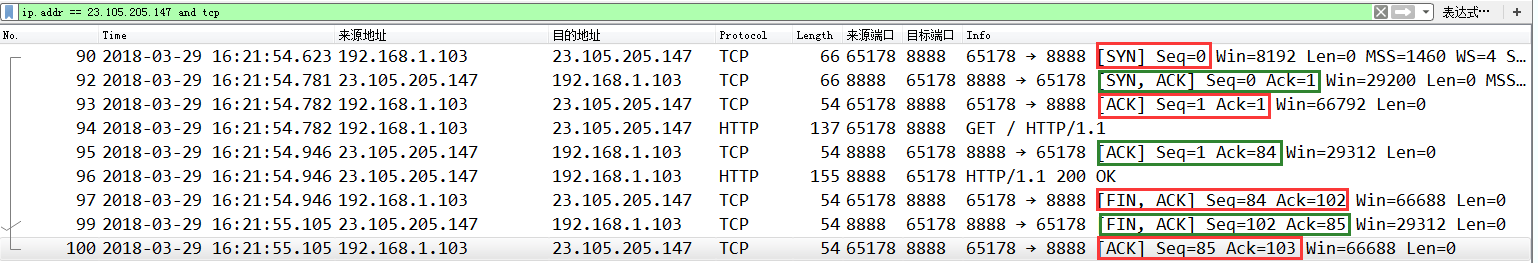 ip.addr == 23.105.205.147 and tcp 表达式… +
No. Time 来源地址 目的地址 Protocol Length 来源端口 目标端口 Info
90 2018-03-29 16:21:54.623 192.168.1.103 23.105.205.147 TCP 66 65178 8888 65178 → 8888 [SYN] Seq=0 Win=8192 Len=0 MSS=1460 WS=4 S…
92 2018-03-29 16:21:54.781 23.105.205.147 192.168.1.103 TCP 66 8888 65178 8888 → 65178 [SYN, ACK] Seq=0 Ack=1 Win=29200 Len=0 MSS…
93 2018-03-29 16:21:54.782 192.168.1.103 23.105.205.147 TCP 54 65178 8888 65178 → 8888 [ACK] Seq=1 Ack=1 Win=66792 Len=0
94 2018-03-29 16:21:54.782 192.168.1.103 23.105.205.147 HTTP 137 65178 8888 GET / HTTP/1.1
95 2018-03-29 16:21:54.946 23.105.205.147 192.168.1.103 TCP 54 8888 65178 8888 → 65178 [ACK] Seq=1 Ack=84 Win=29312 Len=0
96 2018-03-29 16:21:54.946 23.105.205.147 192.168.1.103 HTTP 155 8888 65178 HTTP/1.1 200 OK
97 2018-03-29 16:21:54.946 192.168.1.103 23.105.205.147 TCP 54 65178 8888 65178 → 8888 [FIN, ACK] Seq=84 Ack=102 Win=66688 Len=0
99 2018-03-29 16:21:55.105 23.105.205.147 192.168.1.103 TCP 54 8888 65178 8888 → 65178 [FIN, ACK] Seq=102 Ack=85 Win=29312 Len=0
100 2018-03-29 16:21:55.105 192.168.1.103 23.105.205.147 TCP 54 65178 8888 65178 → 8888 [ACK] Seq=85 Ack=103 Win=66688 Len=0